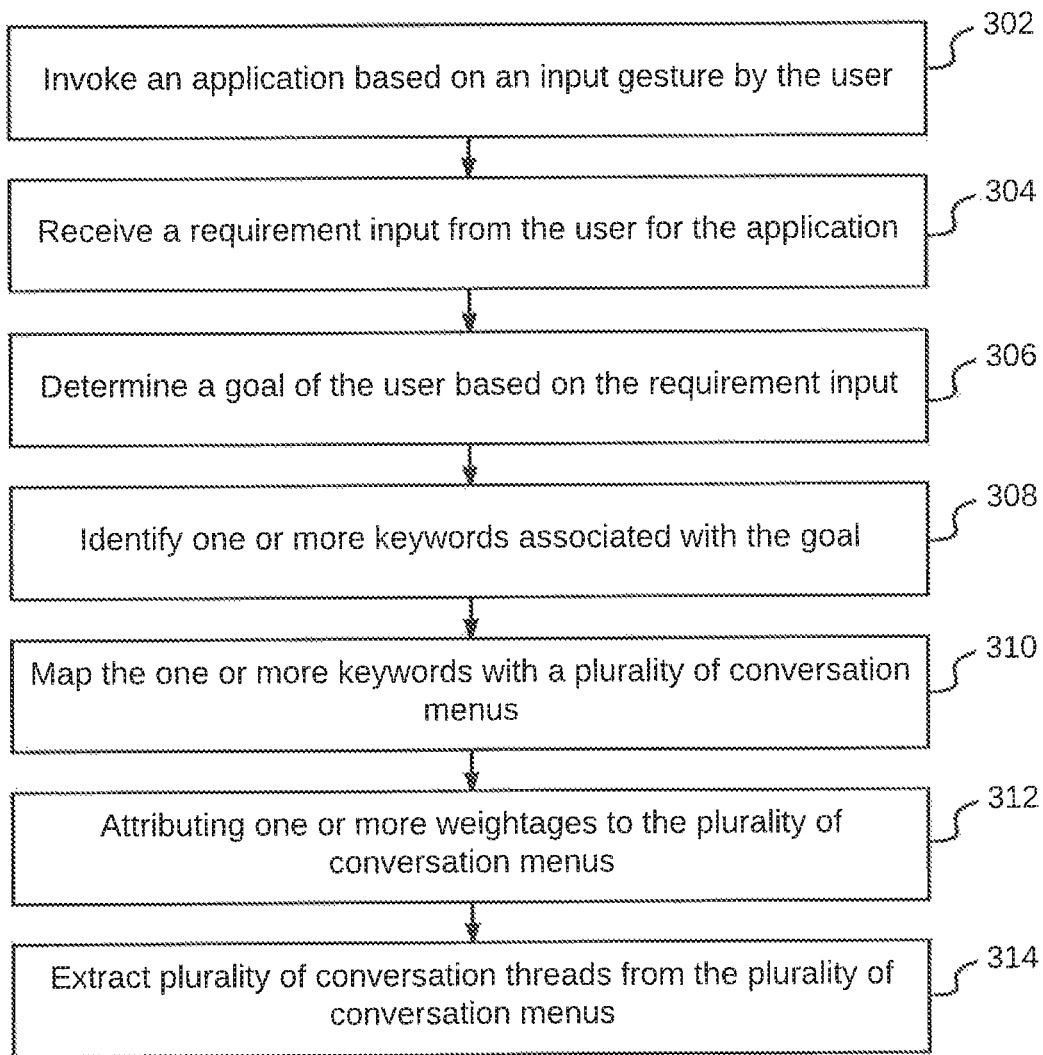 302
Invoke an application based on an input gesture by the user
304
Receive a requirement input from the user for the application
306
Determine a goal of the user based on the requirement input
308
Identify one or more keywords associated with the goal
310
Map the one or more keywords with a plurality of conversation
menus
312
Attributing one or more weightages to the plurality of
conversation menus
314
Extract plurality of conversation threads from the plurality of
conversation menus